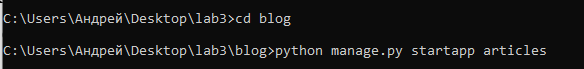 C:\Users\Андрей\Desktop\lab3>cd blog
C:\Users\Андрей\Desktop\lab3\blog>python manage.py startapp articles